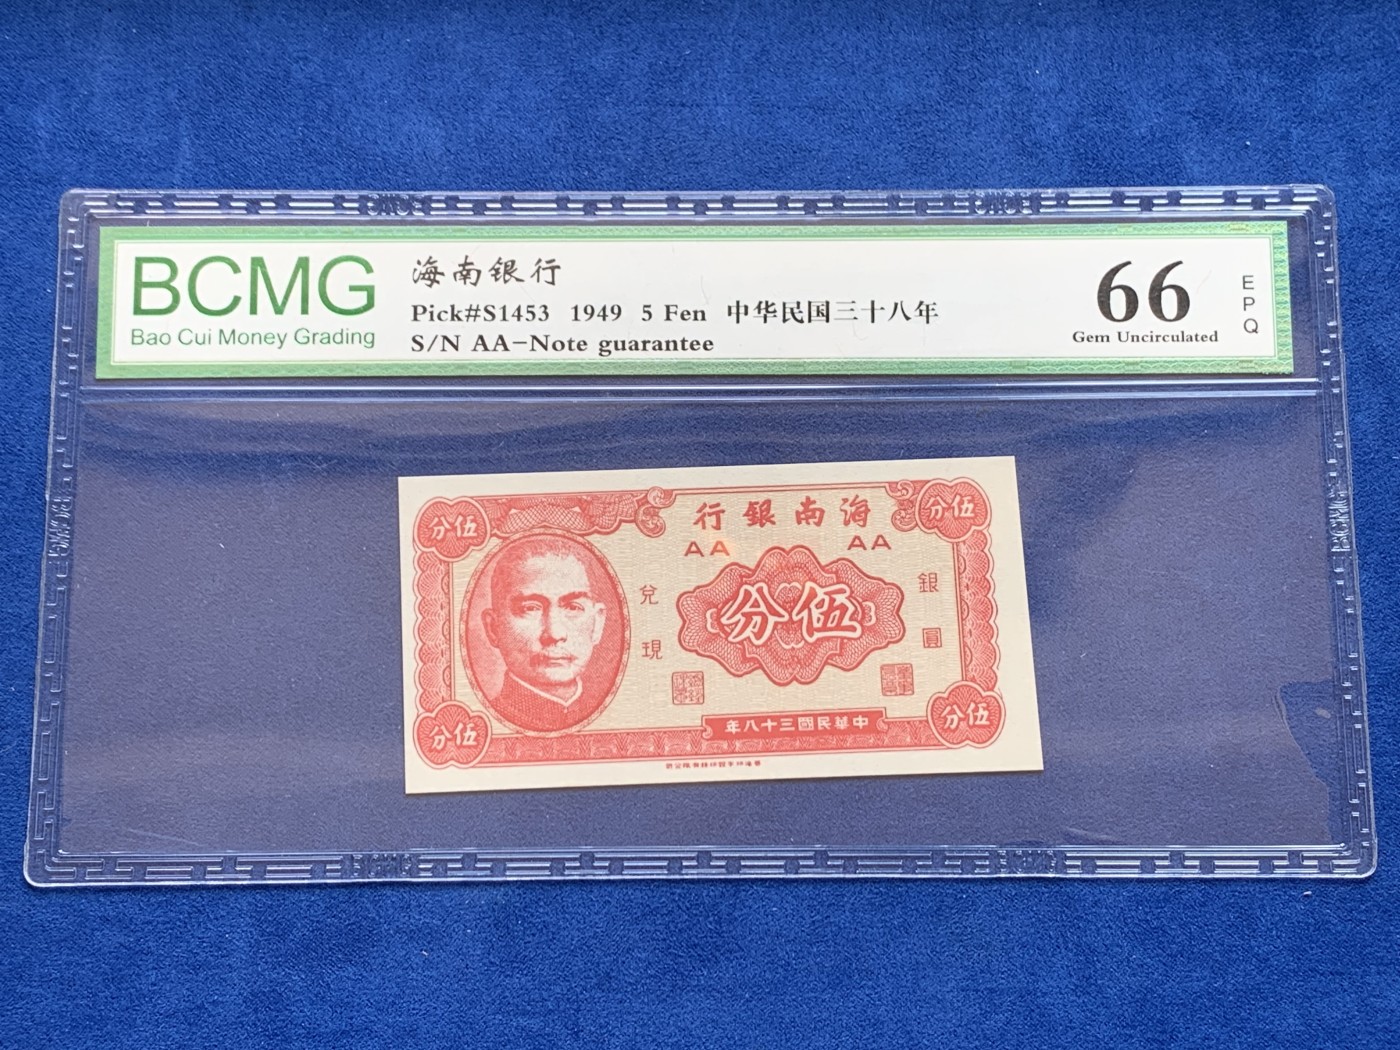 BCMG
Bao Cui Money Grading
海南银行
Pick#S1453 1949 5 Fen 中华民国三十八年
S/N AA-Note guarantee
66
Gem Uncirculated
EPQ
行銀南海
分伍
分伍
AA AA
兌現
分伍
銀圓
年八十三國民華中
分伍
分伍